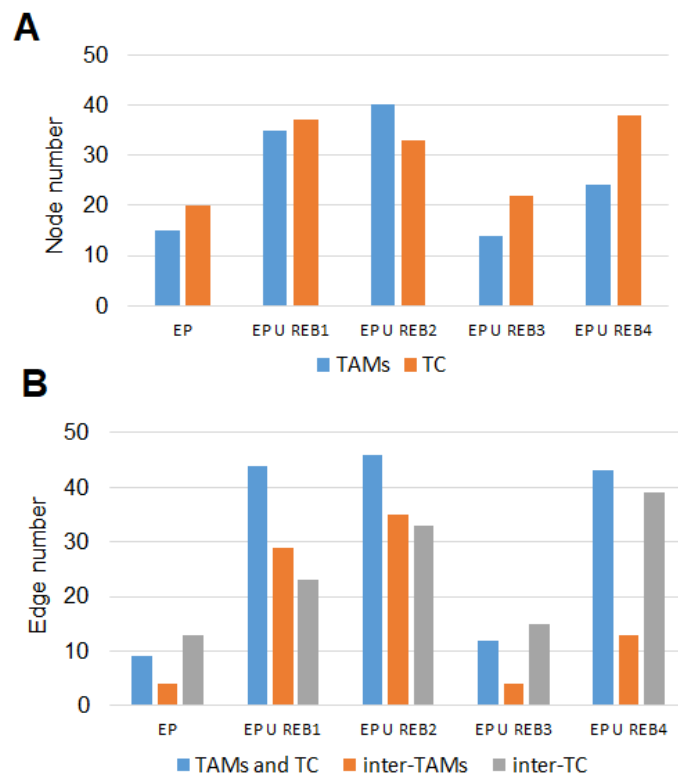 A
50
40
30
20
10
0
Node number
EP EP U REB1 EP U REB2 EP U REB3 EP U REB4
TAMs TC
B
50
40
30
20
10
0
Edge number
EP EP U REB1 EP U REB2 EP U REB3 EP U REB4
TAMs and TC inter-TAMs inter-TC